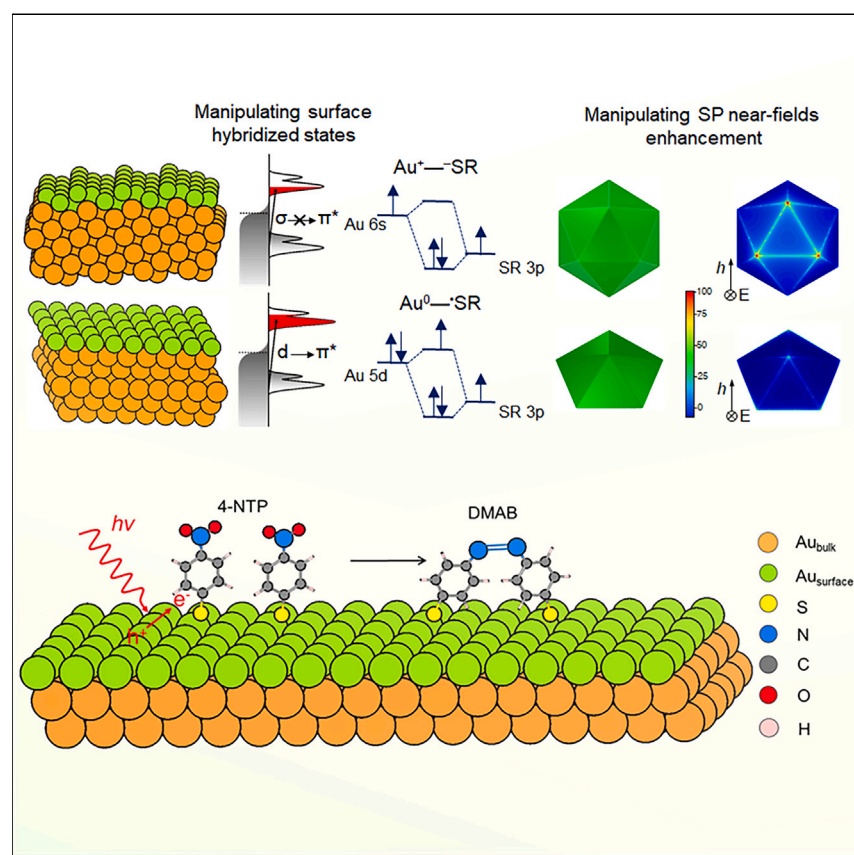 Manipulating surface
hybridized states
Manipulating SP near-fields
enhancement
Au⁺—⁻SR
σ-×→π*
Au 6s
SR 3p
h
E
100
75
50
25
0
Au⁰—•SR
d→π*
Au 5d
SR 3p
h
E
4-NTP
DMAB
hν
e⁻
h⁺
Au_bulk
Au_surface
S
N
C
O
H